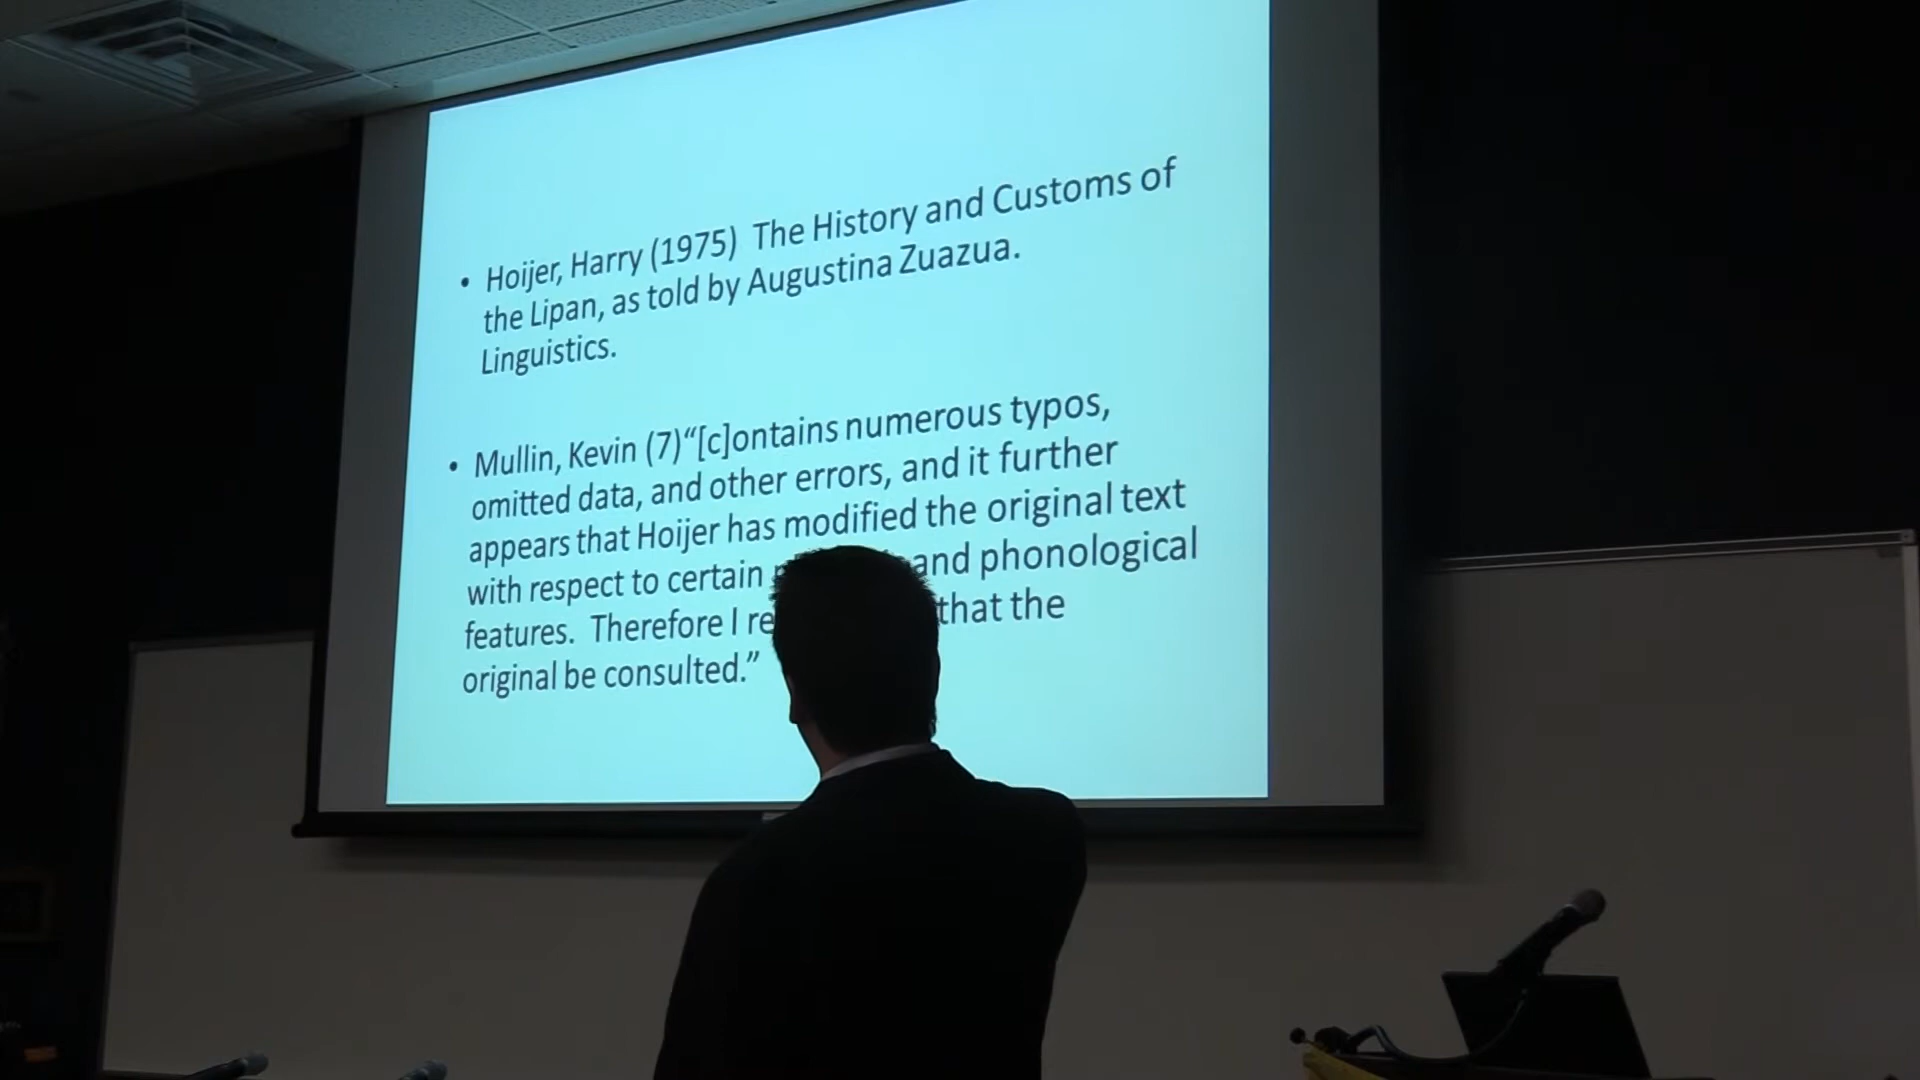 • Hoijer, Harry (1975) The History and Customs of
the Lipan, as told by Augustina Zuazua.
Linguistics.
• Mullin, Kevin (7)“[c]ontains numerous typos,
omitted data, and other errors, and it further
appears that Hoijer has modified the original text
with respect to certain and phonological
features. Therefore I that the
original be consulted.”